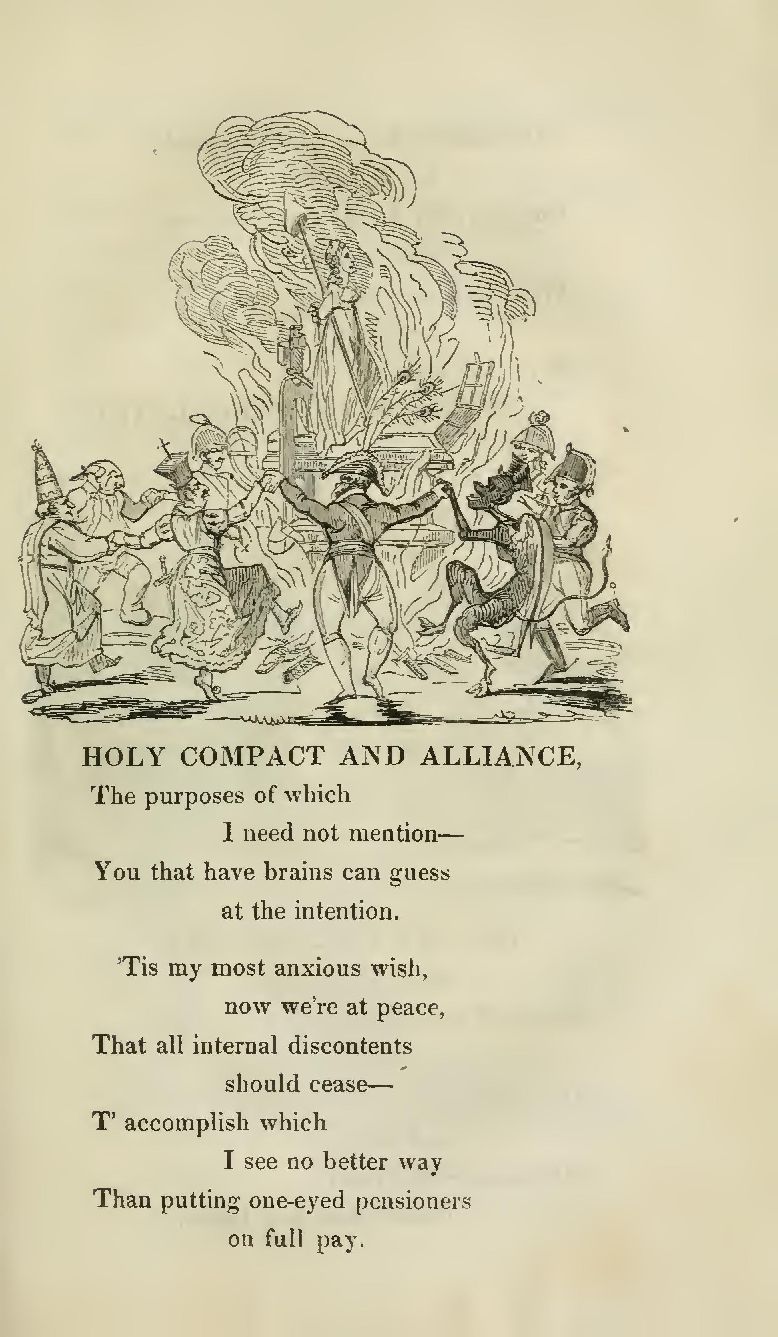 HOLY COMPACT AND ALLIANCE,
The purposes of which
I need not mention—
You that have brains can guess
at the intention.
'Tis my most anxious wish,
now we're at peace,
That all internal discontents
should cease—
T' accomplish which
I see no better way
Than putting one-eyed pensioners
on full pay.